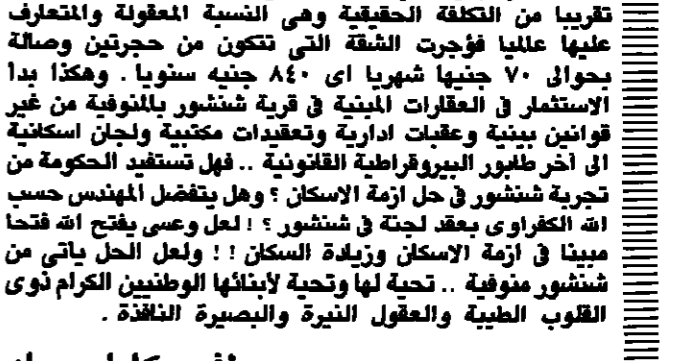 تقريبا من التكلفة الحقيقية وهى النسبة المعقولة والمتعارف
عليها علليا فؤجرت الشقة التى تتكون من حجرتين وصالة
بحوالى ٧٠ جنيها شهريا اى ٨٤٠ جنيه سنويا . وهكذا بدا
الاستثمار فى العقارات المبنية فى قرية شنشور بالمنوفية من غير
قوانين بينية وعقبات ادارية وتعقيدات مكتبية ولجان اسكانية
الى آخر طابور البيروقراطية القانونية .. فهل تستفيد الحكومة من
تجربة شنشور فى حل ازمة الاسكان ؟ وهل يتفضل المهندس حسب
الله الكفراوى بعقد لجنة فى شنشور ؟ ! لعل وعسى يفتح الله فتحا
مبينا فى ازمة الاسكان وزيادة السكان ! ! ولعل الحل ياتى من
شنشور منوفية .. تحية لها وتحية لأبنائها الوطنيين الكرام ذوى
القلوب الطيبة والعقول النيرة والبصيرة النافذة .